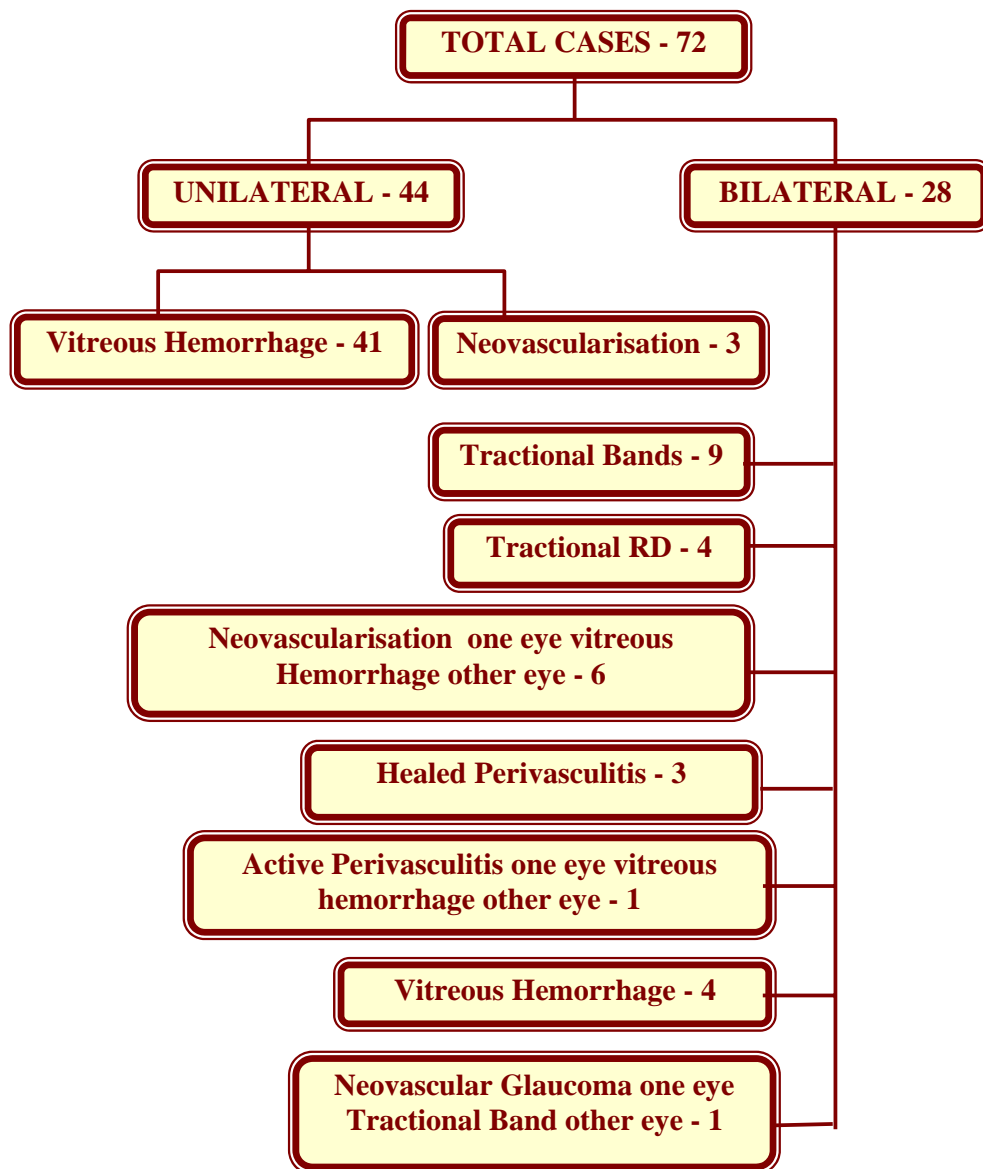 TOTAL CASES - 72
UNILATERAL - 44
BILATERAL - 28
Vitreous Hemorrhage - 41
Neovascularisation - 3
Tractional Bands - 9
Tractional RD - 4
Neovascularisation one eye vitreous
Hemorrhage other eye - 6
Healed Perivasculitis - 3
Active Perivasculitis one eye vitreous
hemorrhage other eye - 1
Vitreous Hemorrhage - 4
Neovascular Glaucoma one eye
Tractional Band other eye - 1